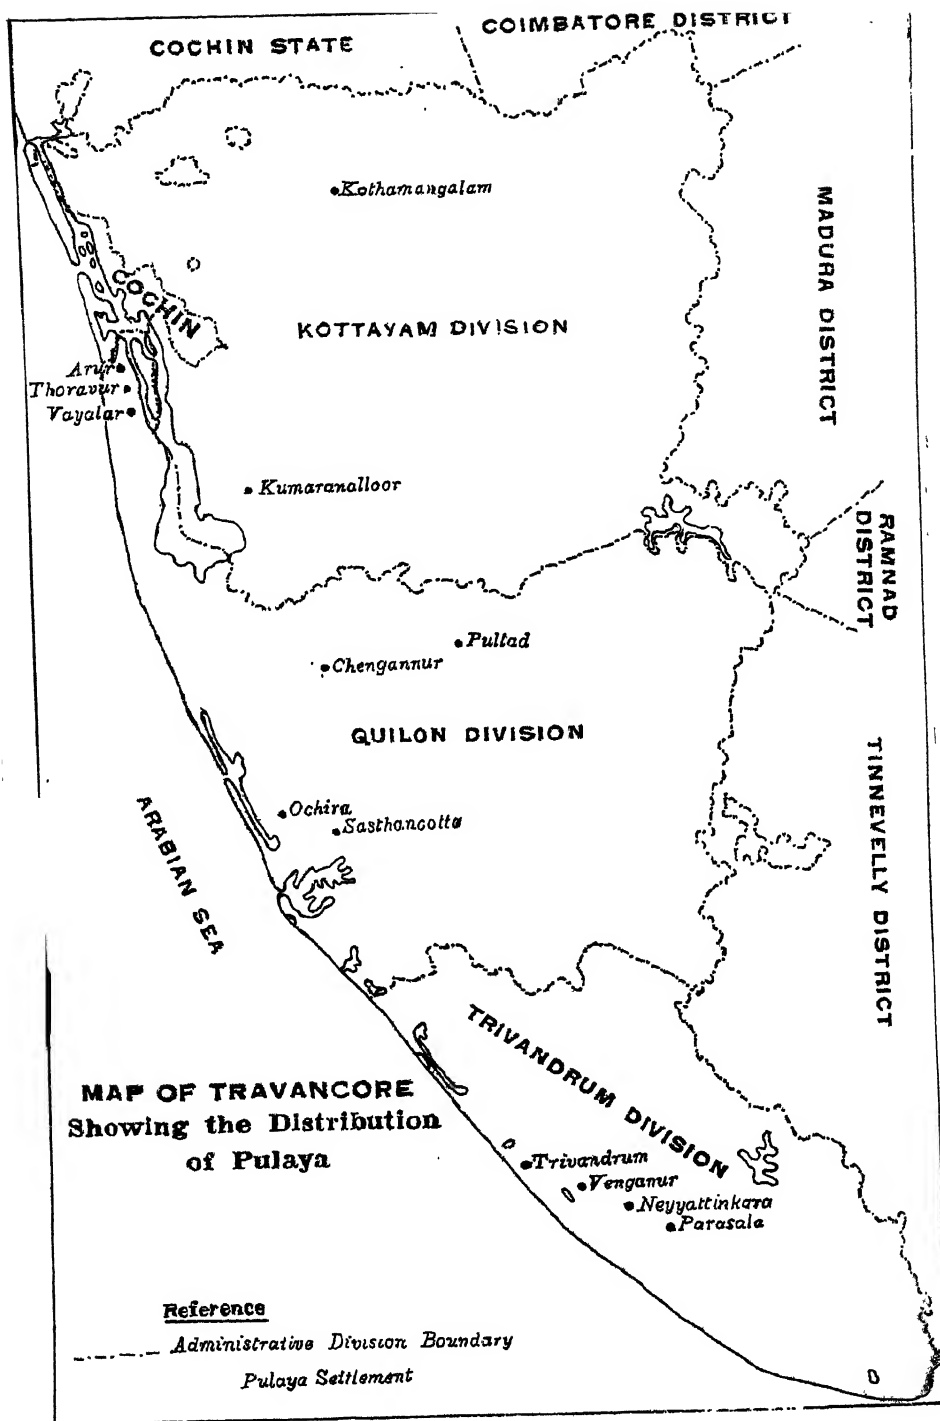 COIMBATORE DISTRICT
COCHIN STATE
Kothamangalam
MADURA DISTRICT
COCHIN
KOTTAYAM DIVISION
Arur
Thoravur
Vayalar
Kumaranalloor
RAMNAD
DISTRICT
Pultad
Chengannur
QUILON DIVISION
TINNEVELLY DISTRICT
ARABIAN SEA
Ochira
Sasthancotta
TRIVANDRUM DIVISION
MAP OF TRAVANCORE
Showing the Distribution
of Pulaya
Trivandrum
Venganur
Neyyattinkara
Parasala
Reference
Administrative Division Boundary
Pulaya Settlement